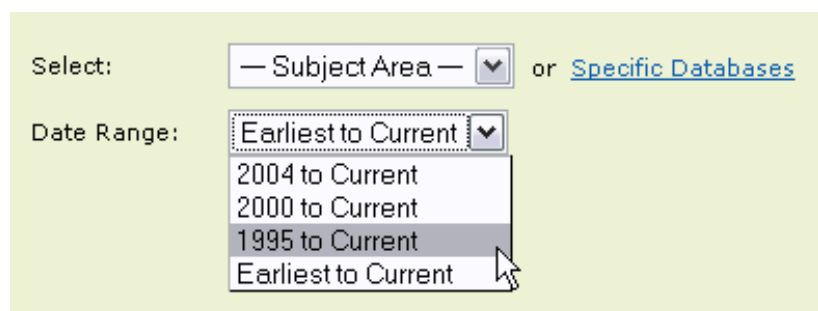 Select: — Subject Area — or Specific Databases
Date Range: Earliest to Current
2004 to Current
2000 to Current
1995 to Current
Earliest to Current